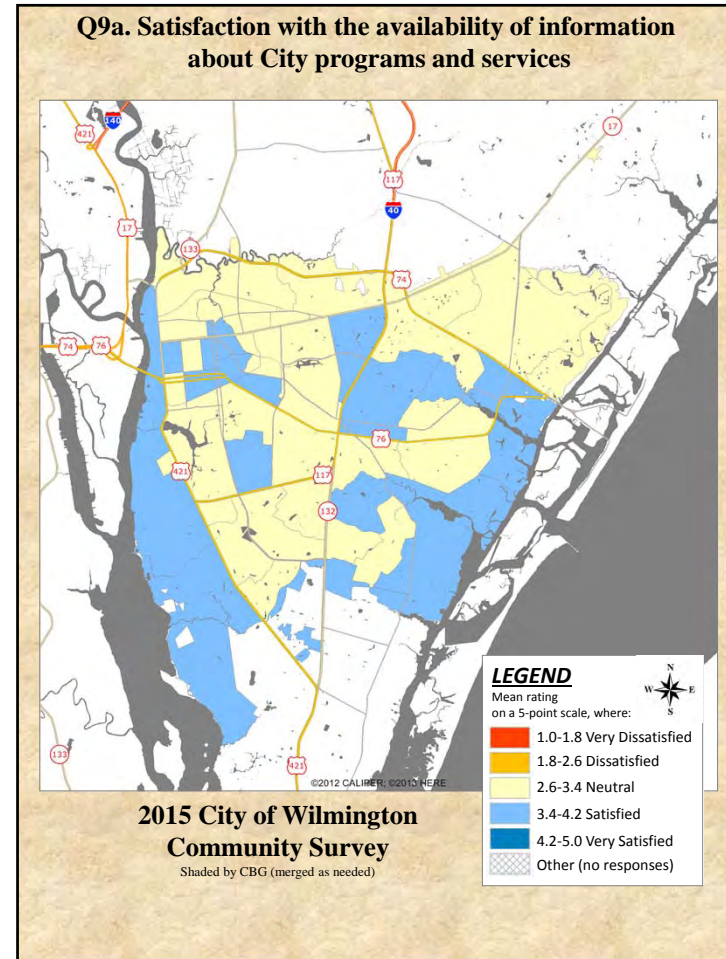 Q9a. Satisfaction with the availability of information
about City programs and services
140
421
17
117
40
17
133
74
74
76
76
421
117
132
133
421
©2012 CALIPER; ©2013 HERE
LEGEND
Mean rating
on a 5-point scale, where:
N
W
E
S
1.0-1.8 Very Dissatisfied
1.8-2.6 Dissatisfied
2.6-3.4 Neutral
3.4-4.2 Satisfied
4.2-5.0 Very Satisfied
Other (no responses)
2015 City of Wilmington
Community Survey
Shaded by CBG (merged as needed)